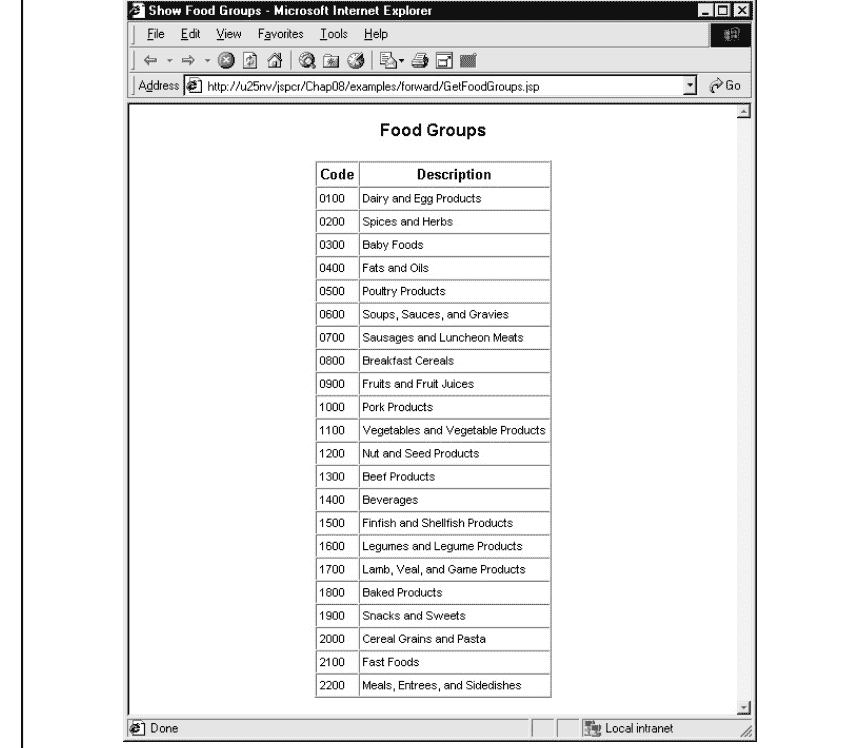 Show Food Groups - Microsoft Internet Explorer
File Edit View Favorites Tools Help
Address http://u25nv/jspcr/Chap08/examples/forward/GetFoodGroups.jsp Go
Food Groups
Code Description
0100 Dairy and Egg Products
0200 Spices and Herbs
0300 Baby Foods
0400 Fats and Oils
0500 Poultry Products
0600 Soups, Sauces, and Gravies
0700 Sausages and Luncheon Meats
0800 Breakfast Cereals
0900 Fruits and Fruit Juices
1000 Pork Products
1100 Vegetables and Vegetable Products
1200 Nut and Seed Products
1300 Beef Products
1400 Beverages
1500 Finfish and Shellfish Products
1600 Legumes and Legume Products
1700 Lamb, Veal, and Game Products
1800 Baked Products
1900 Snacks and Sweets
2000 Cereal Grains and Pasta
2100 Fast Foods
2200 Meals, Entrees, and Sidedishes
Done Local intranet